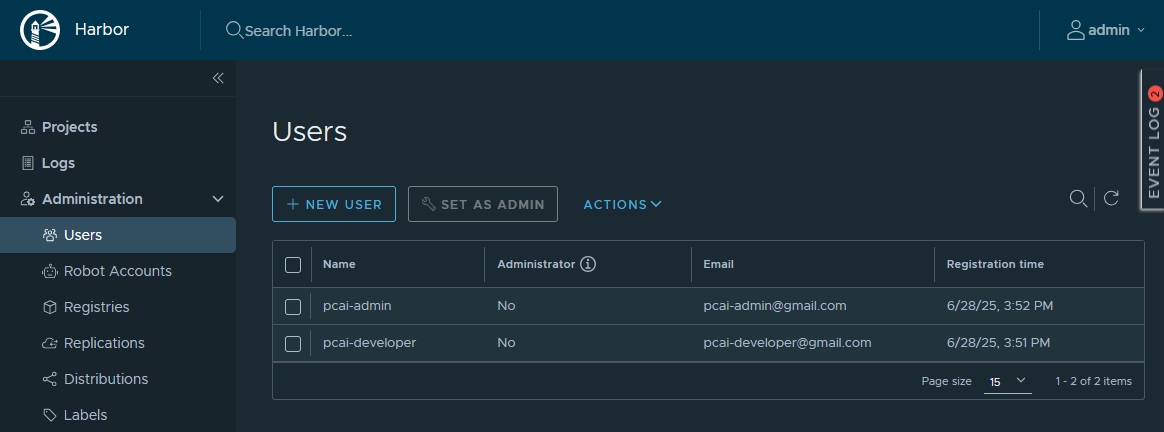 Harbor
Search Harbor...
admin
EVENT LOG 2
Projects
Logs
Administration
Users
Robot Accounts
Registries
Replications
Distributions
Labels
Users
NEW USER SET AS ADMIN ACTIONS
Name Administrator Email Registration time
pcai-admin No pcai-admin@gmail.com 6/28/25, 3:52 PM
pcai-developer No pcai-developer@gmail.com 6/28/25, 3:51 PM
Page size 15 1 - 2 of 2 items